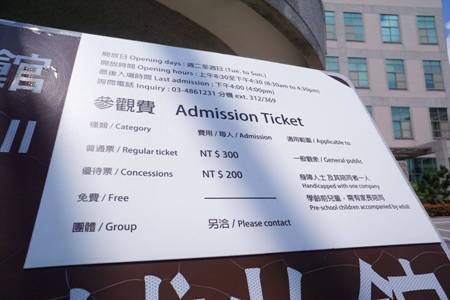 館
開放日 Opening days : 週二至週日 (Tue. to Sun.)
開放時間 Opening hours : 上午8:30至下午4:30 (8:30am to 4:30pm)
最後入場時間 Last admission : 下午4:00 (4:00pm)
詢問電話 Inquiry : 03-4861231 分機 ext. 312/369
參觀費 Admission Ticket
種類 / Category 費用 / 每人 / Admission 適用範圍 / Applicable to
普通票 / Regular ticket NT $ 300 一般觀眾 / General public
優待票 / Concessions NT $ 200 身障人士 及其陪同者一人
Handicapped with one company
免費 / Free 學齡前兒童，需有家長陪同
Pre-school children accompanied by adult
團體 / Group 另洽 / Please contact